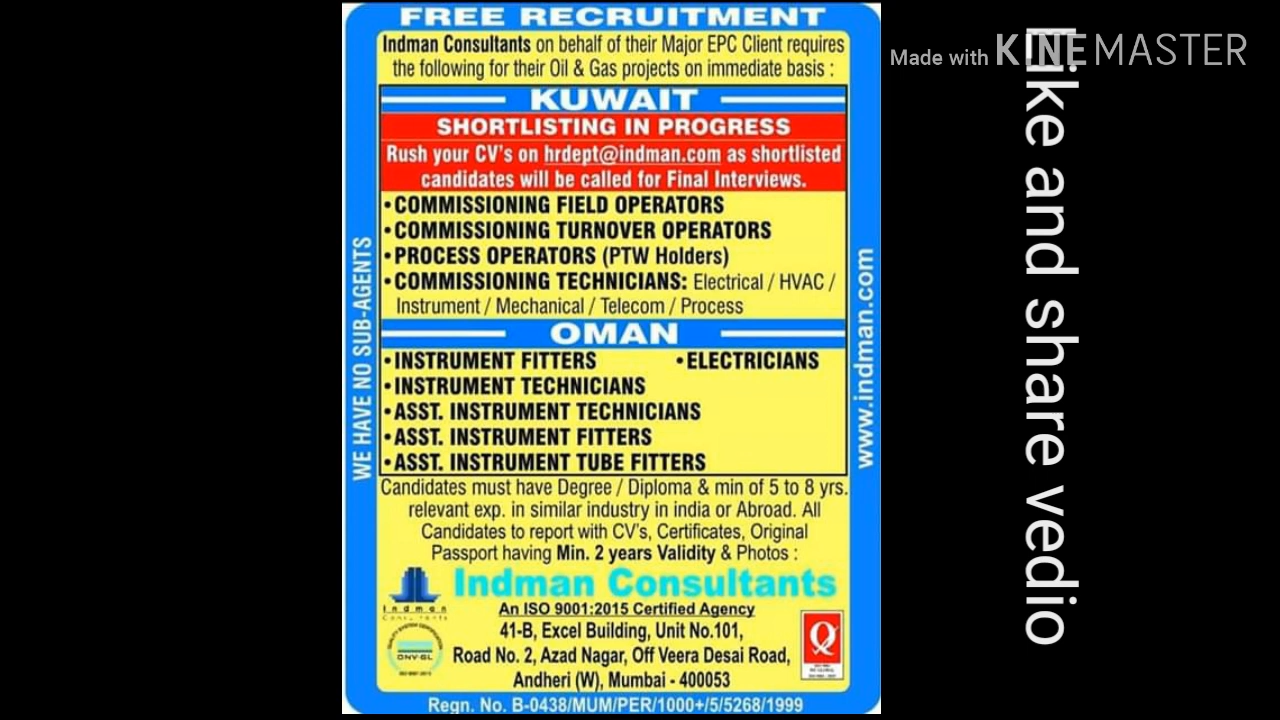 FREE RECRUITMENT
Indman Consultants on behalf of their Major EPC Client requires
the following for their Oil & Gas projects on immediate basis :
KUWAIT
SHORTLISTING IN PROGRESS
Rush your CV's on hrdept@indman.com as shortlisted
candidates will be called for Final Interviews.
•COMMISSIONING FIELD OPERATORS
•COMMISSIONING TURNOVER OPERATORS
•PROCESS OPERATORS (PTW Holders)
•COMMISSIONING TECHNICIANS: Electrical / HVAC /
Instrument / Mechanical / Telecom / Process
OMAN
•INSTRUMENT FITTERS •ELECTRICIANS
•INSTRUMENT TECHNICIANS
•ASST. INSTRUMENT TECHNICIANS
•ASST. INSTRUMENT FITTERS
•ASST. INSTRUMENT TUBE FITTERS
Candidates must have Degree / Diploma & min of 5 to 8 yrs.
relevant exp. in similar industry in india or Abroad. All
Candidates to report with CV's, Certificates, Original
Passport having Min. 2 years Validity & Photos :
Indman Consultants
An ISO 9001:2015 Certified Agency
41-B, Excel Building, Unit No.101,
Road No. 2, Azad Nagar, Off Veera Desai Road,
Andheri (W), Mumbai - 400053
Regn. No. B-0438/MUM/PER/1000+/5/5268/1999
WE HAVE NO SUB-AGENTS
www.indman.com
Indman
Consultants
DNV·GL
Q
Made with KINEMASTER
Like and share vedio